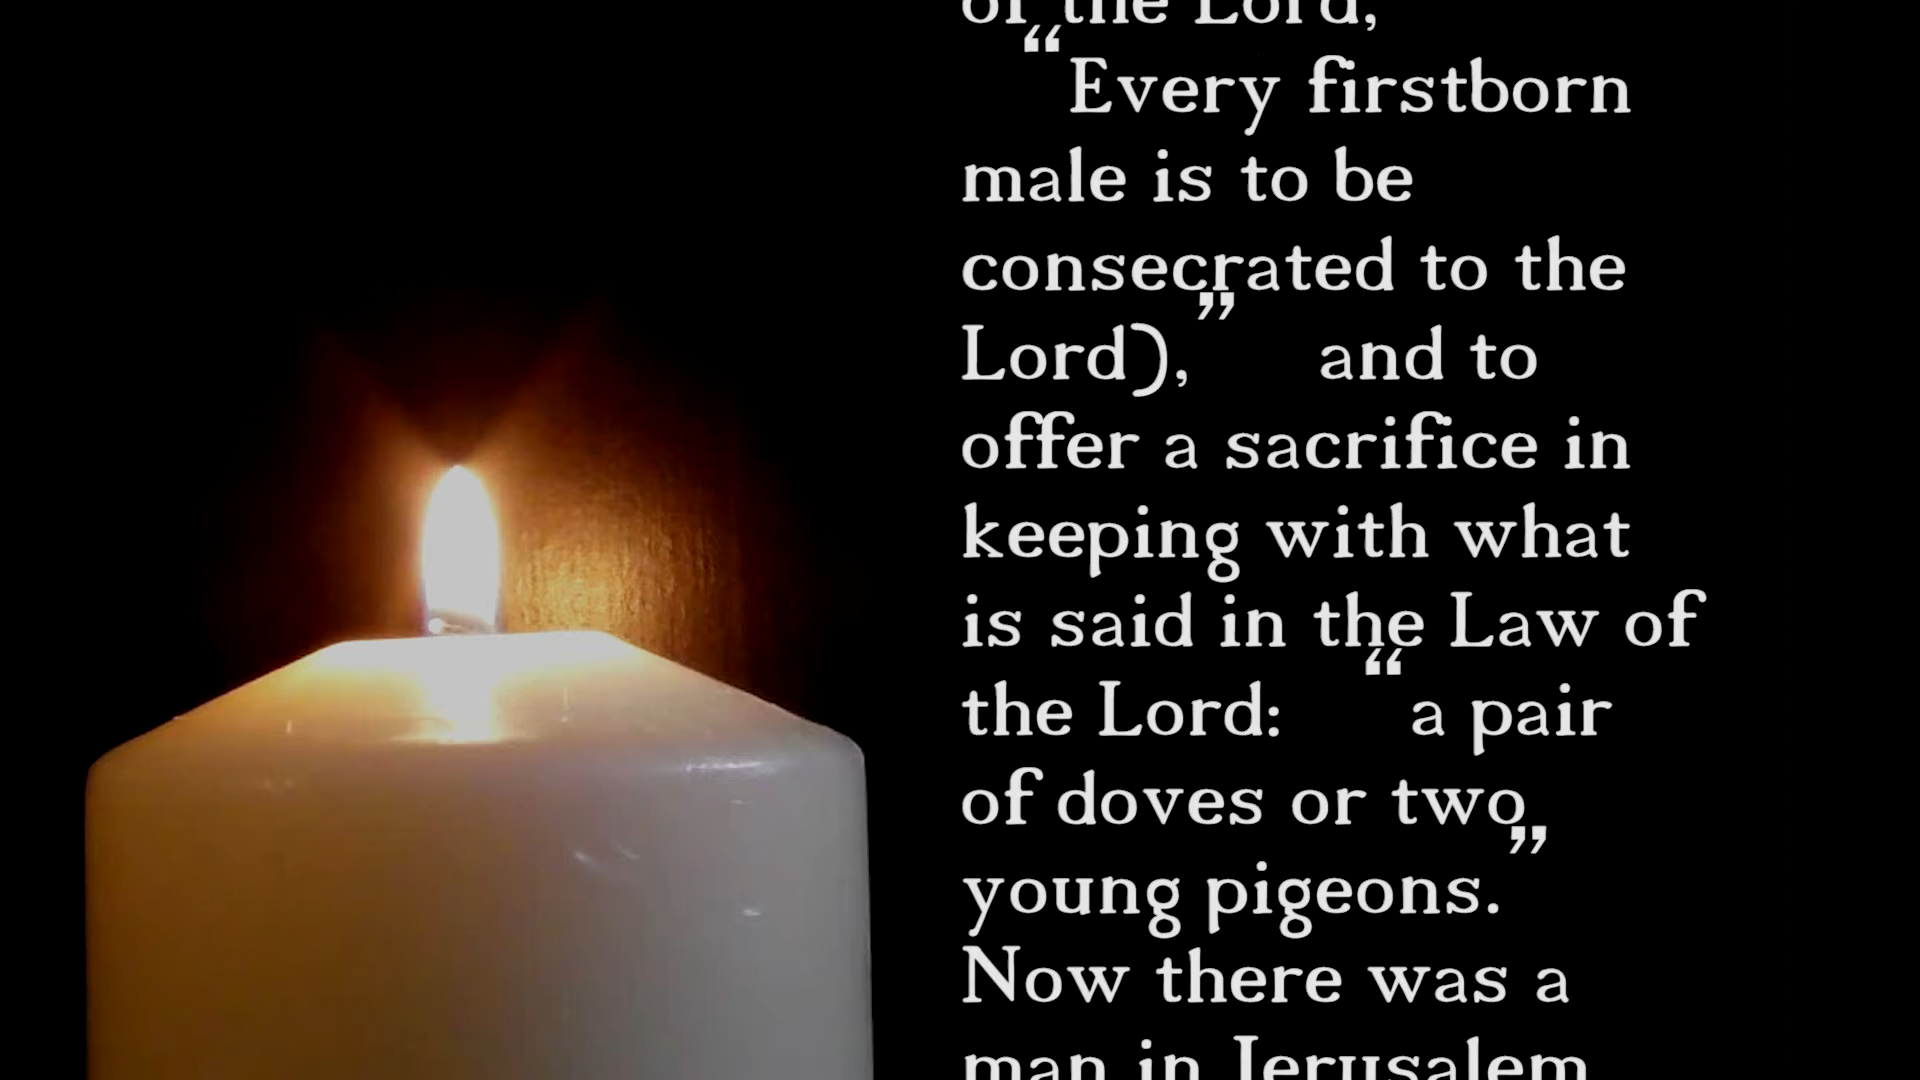 of the Lord,
“Every firstborn
male is to be
consecrated to the
Lord),” and to
offer a sacrifice in
keeping with what
is said in the Law of
the Lord: “a pair
of doves or two
young pigeons.”
Now there was a
man in Jerusalem